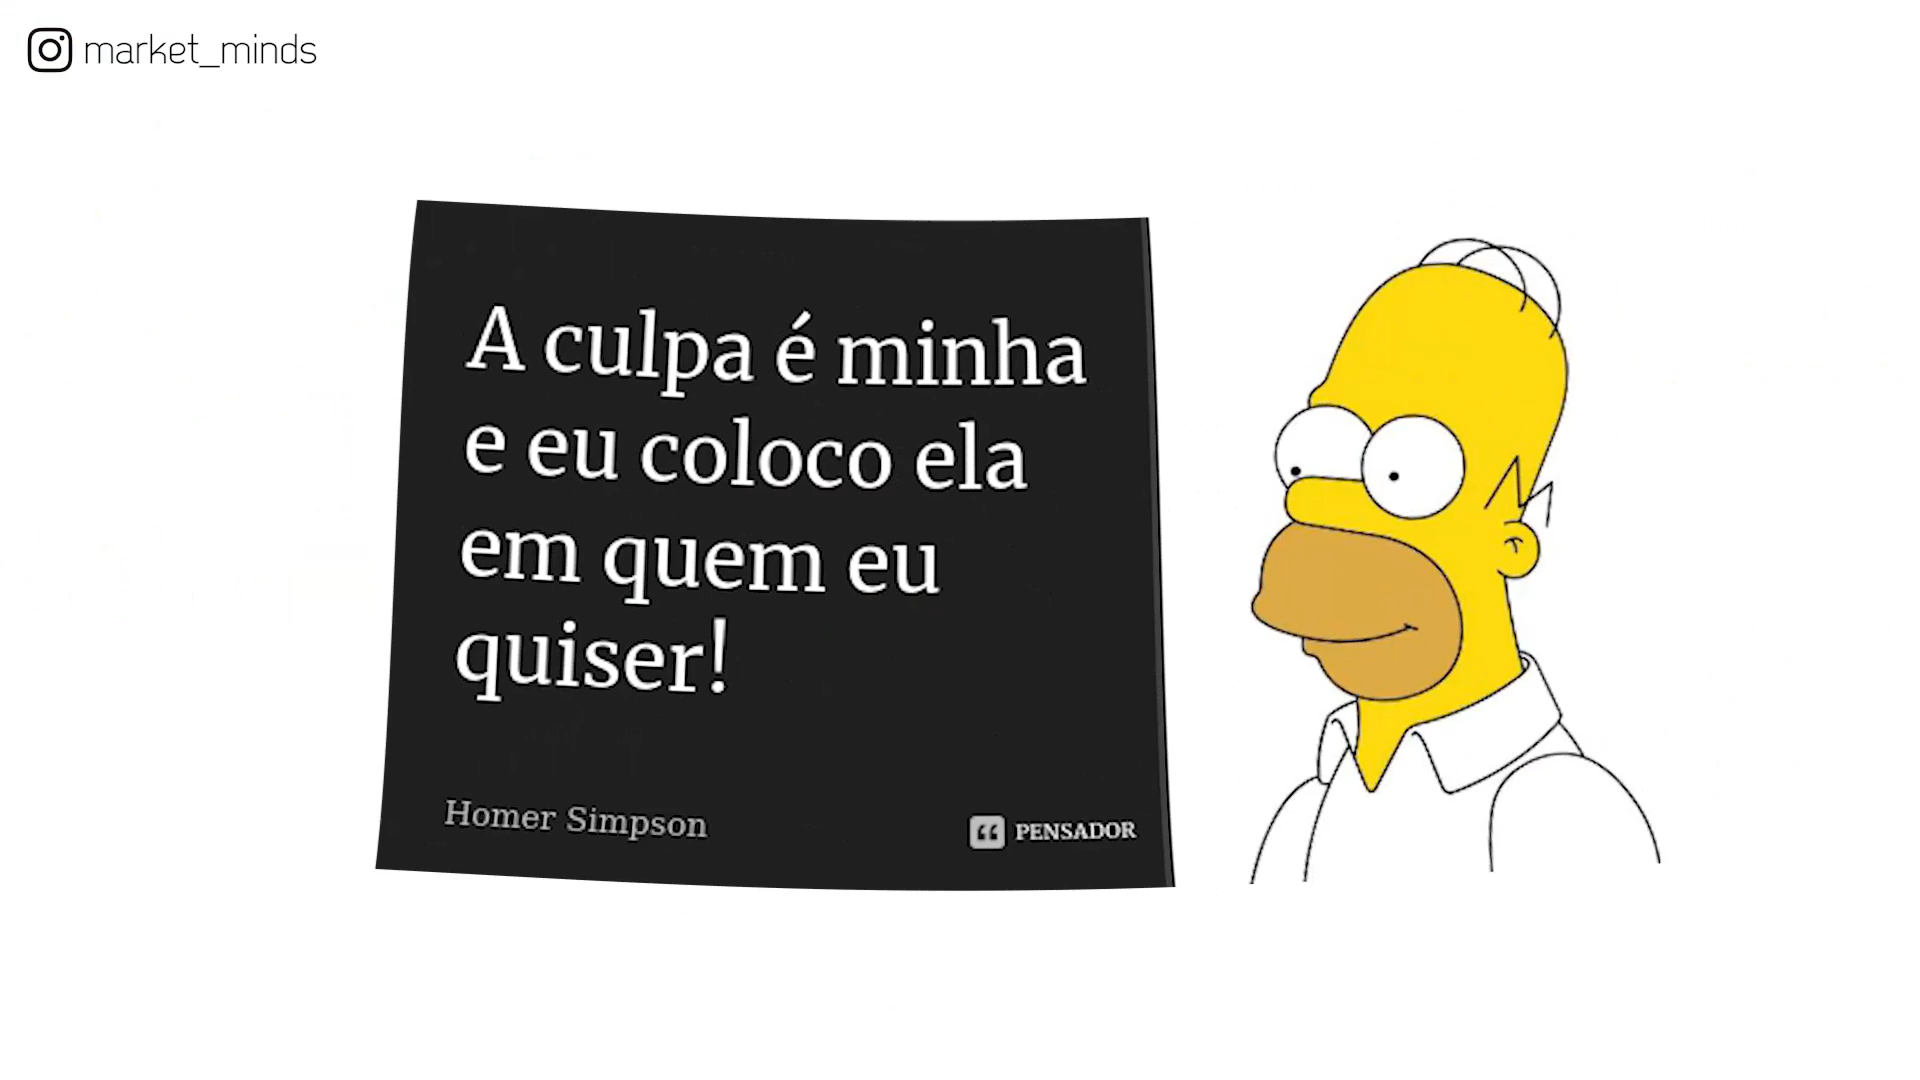 market_minds
A culpa é minha
e eu coloco ela
em quem eu
quiser!
Homer Simpson
PENSADOR